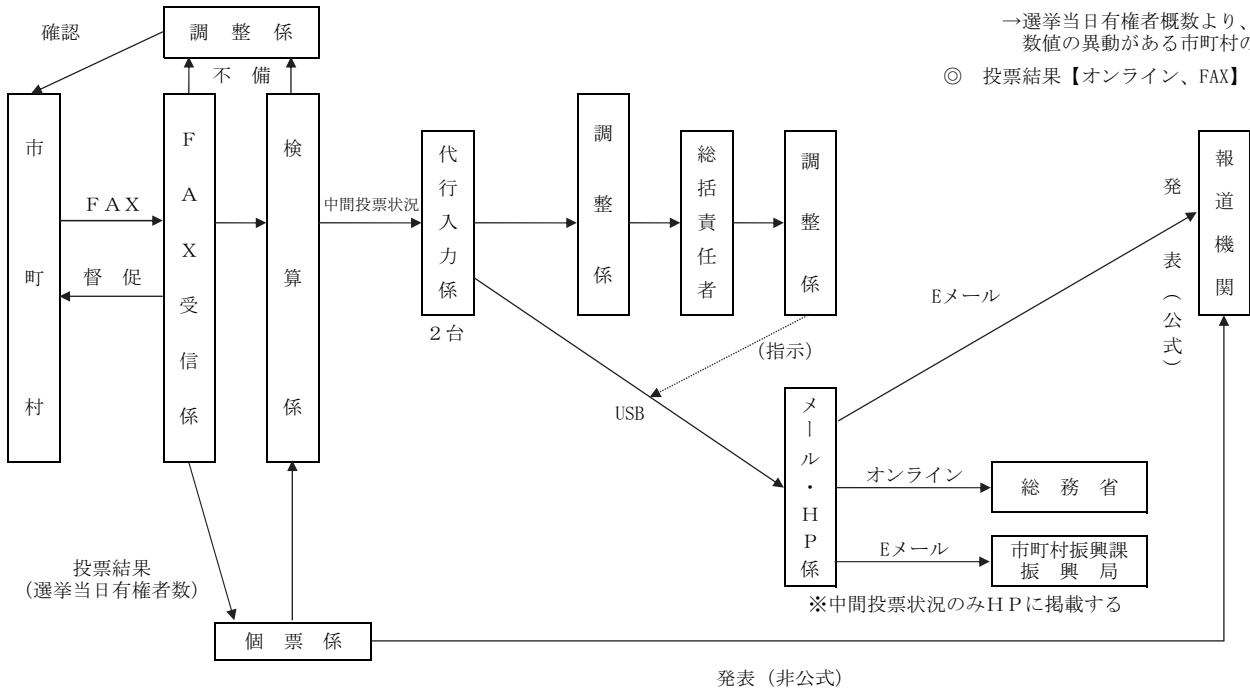 →選挙当日有権者概数より、
数値の異動がある市町村の
◎ 投票結果【オンライン、FAX】
確認
調整係
不備
市町村
FAX
督促
FAX受信係
検算係
中間投票状況
代行入力係
2台
調整係
総括責任者
調整係
(指示)
USB
メール・HP係
Eメール
発表(公式)
報道機関
オンライン
総務省
Eメール
市町村振興課
振興局
※中間投票状況のみHPに掲載する
投票結果
(選挙当日有権者数)
個票係
発表(非公式)